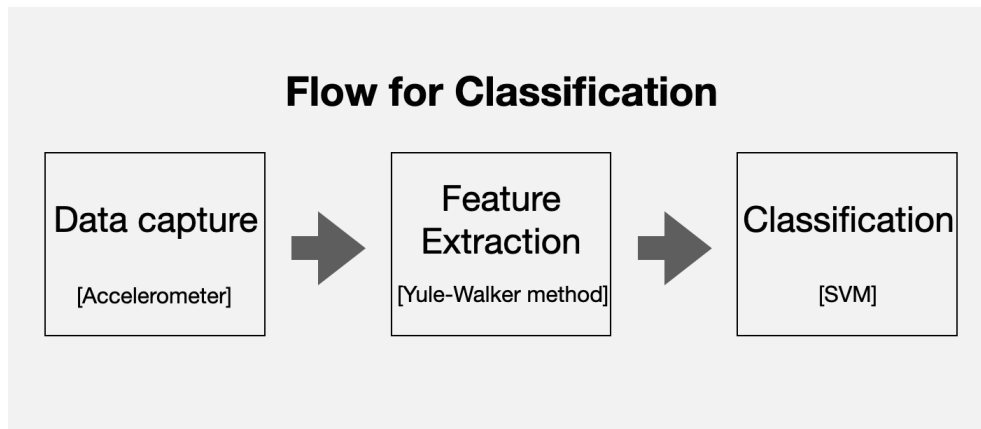 Flow for Classification
Data capture
[Accelerometer]
Feature
Extraction
[Yule-Walker method]
Classification
[SVM]